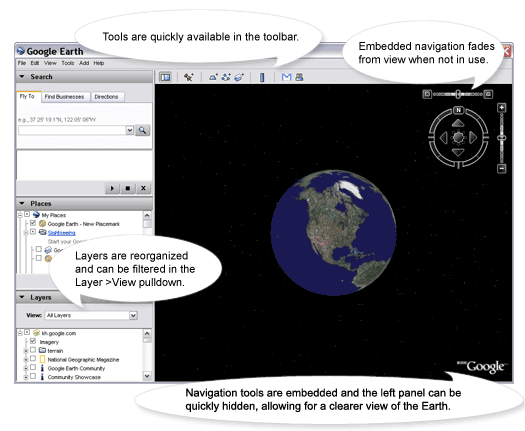 Tools are quickly available in the toolbar.
Embedded navigation fades
from view when not in use.
Google Earth
File Edit View Tools Add Help
Search
Fly To Find Businesses Directions
e.g., 37 25' 19.1"N, 122 05' 06"W
X
N
Places
My Places
Google Earth - New Placemark
Sightseeing
Start your
Layers are reorganized
and can be filtered in the
Layer >View pulldown.
Layers
View: All Layers
kh.google.com
Imagery
terrain
National Geographic Magazine
Google Earth Community
Community Showcase
Google
Navigation tools are embedded and the left panel can be
quickly hidden, allowing for a clearer view of the Earth.